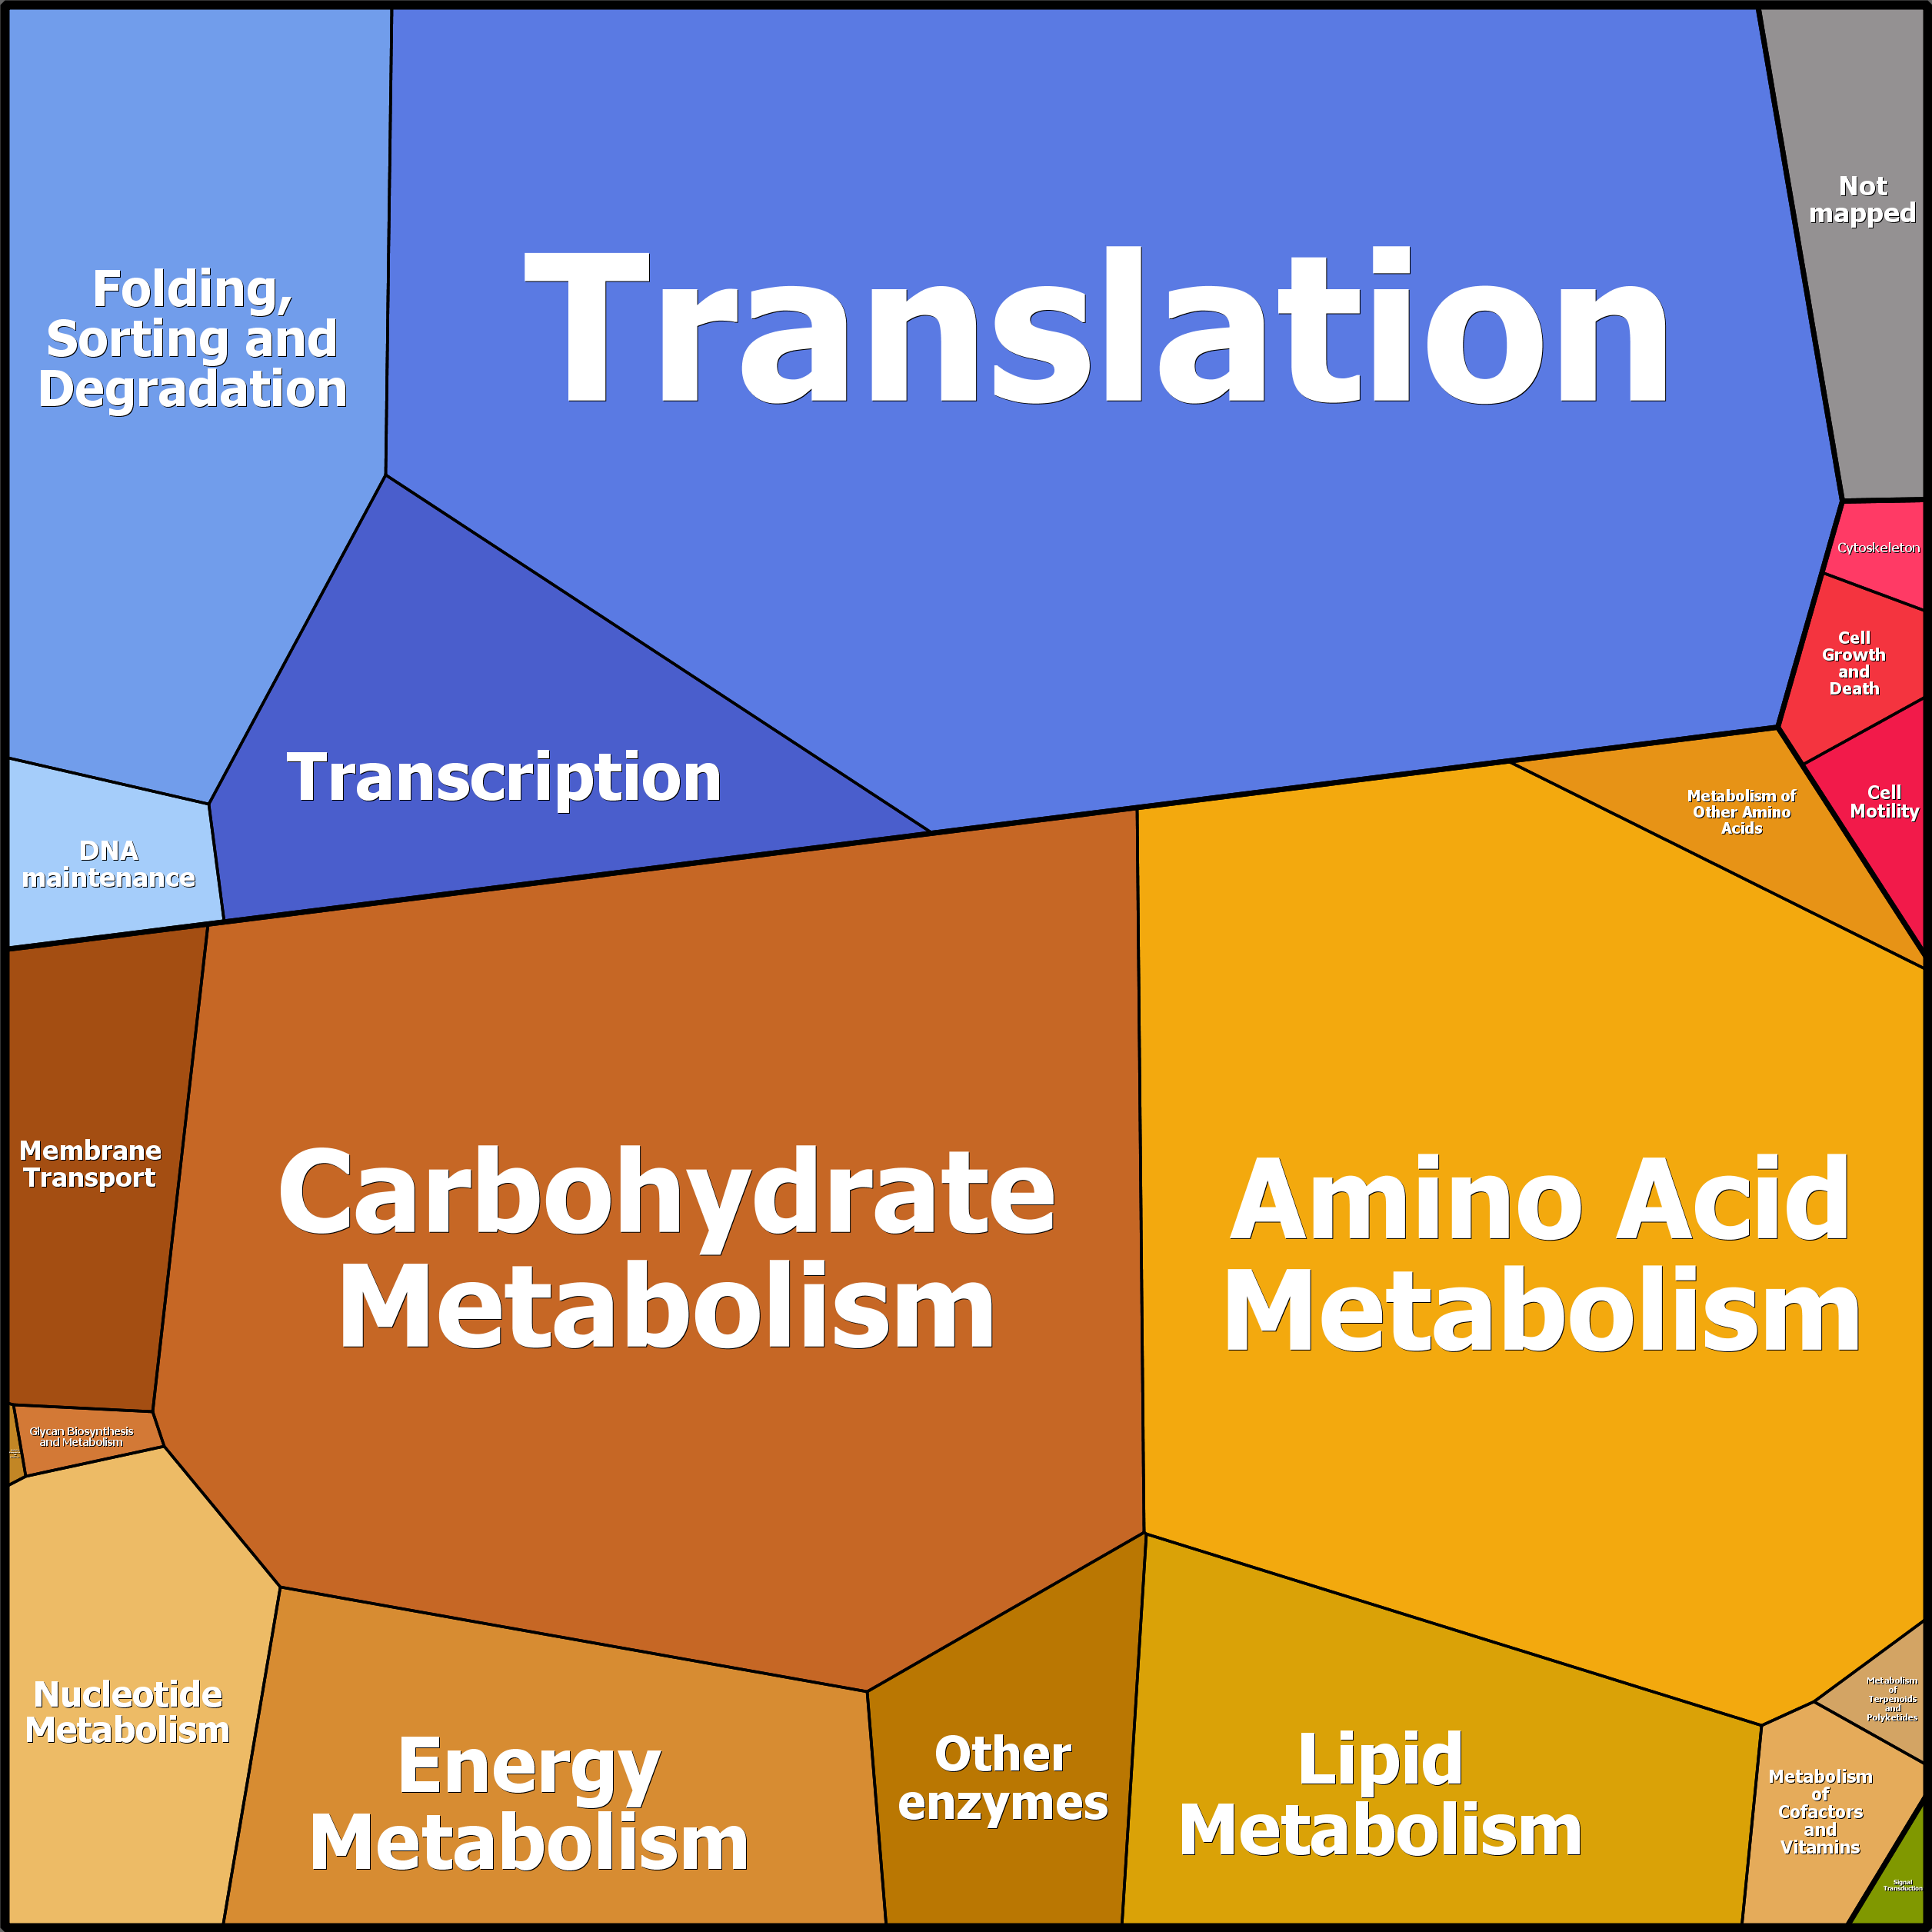 Not
mapped
Translation
Folding,
Sorting and
Degradation
Cytoskeleton
Cell
Growth
and
Death
Transcription
Metabolism of
Other Amino
Acids
Cell
Motility
DNA
maintenance
Membrane
Transport
Carbohydrate
Metabolism
Amino Acid
Metabolism
Glycan Biosynthesis
and Metabolism
Nucleotide
Metabolism
Energy
Metabolism
Other
enzymes
Lipid
Metabolism
Metabolism
of
Terpenoids
and
Polyketides
Metabolism
of
Cofactors
and
Vitamins
Signal
Transduction